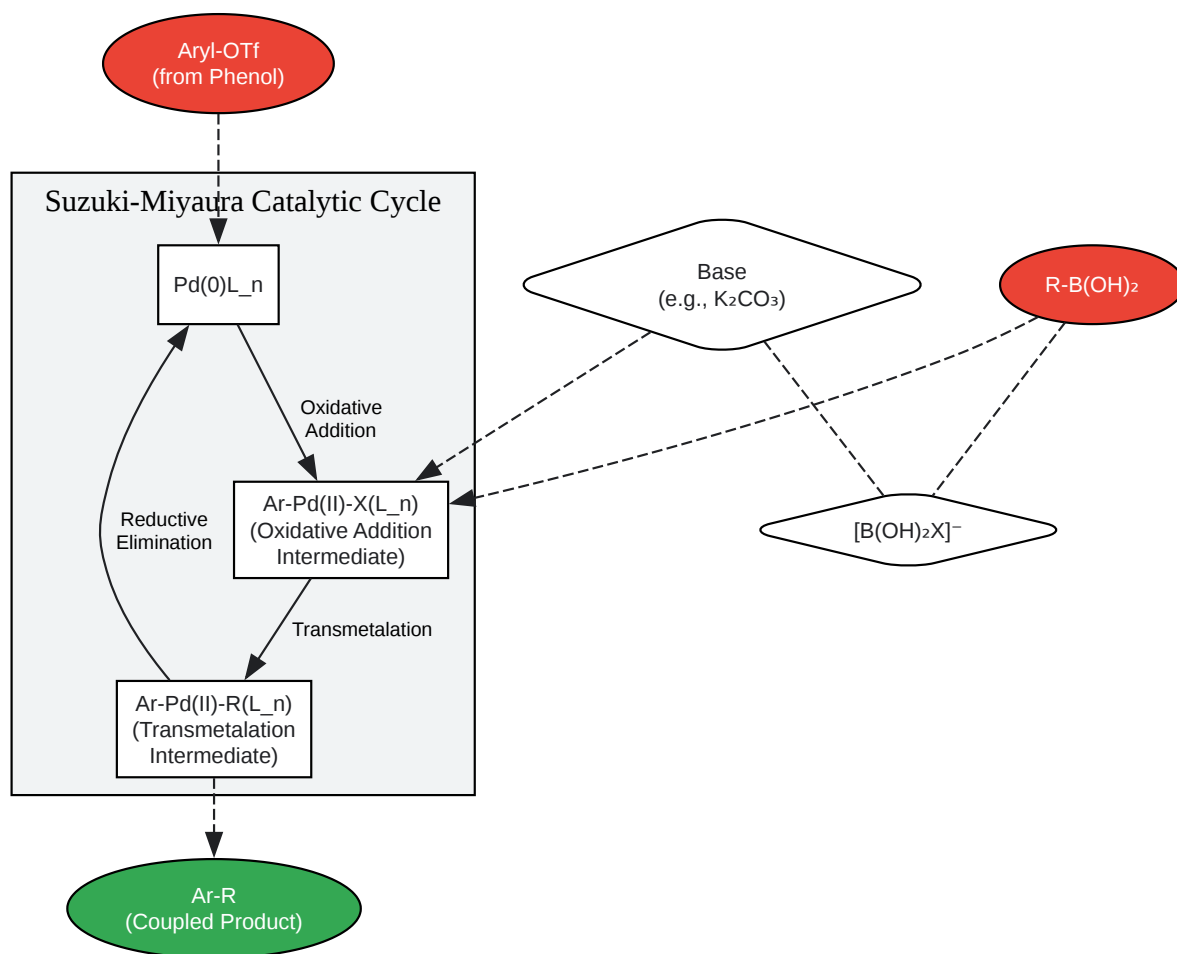 Aryl-OTf
(from Phenol)
Suzuki-Miyaura Catalytic Cycle
Pd(0)L_n
Base
(e.g., K₂CO₃)
R-B(OH)₂
Oxidative
Addition
Ar-Pd(II)-X(L_n)
(Oxidative Addition
Intermediate)
Reductive
Elimination
[B(OH)₂X]⁻
Transmetalation
Ar-Pd(II)-R(L_n)
(Transmetalation
Intermediate)
Ar-R
(Coupled Product)